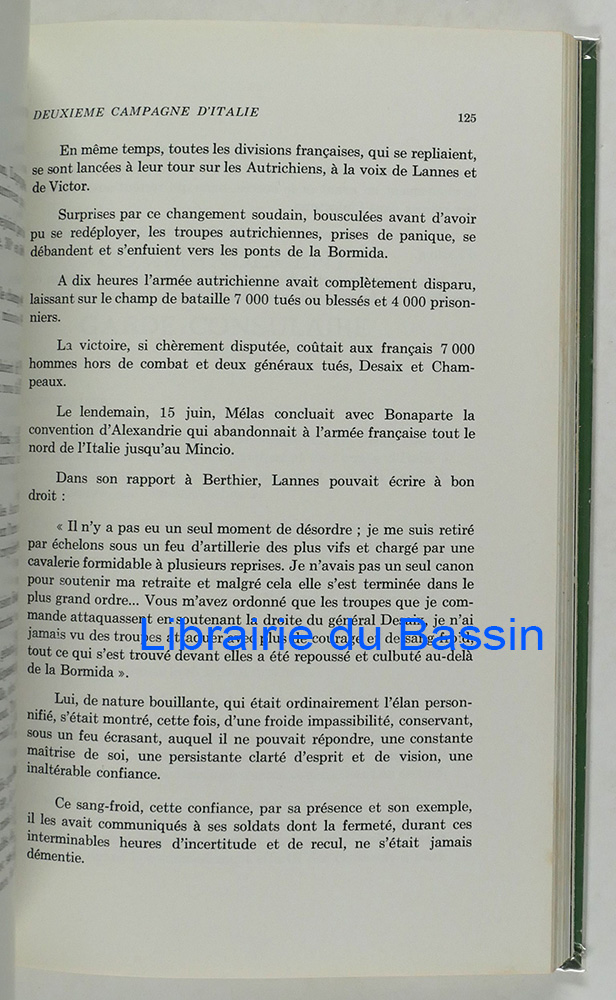 DEUXIEME CAMPAGNE D'ITALIE 125
En même temps, toutes les divisions françaises, qui se repliaient,
se sont lancées à leur tour sur les Autrichiens, à la voix de Lannes et
de Victor.
Surprises par ce changement soudain, bousculées avant d'avoir
pu se redéployer, les troupes autrichiennes, prises de panique, se
débandent et s'enfuient vers les ponts de la Bormida.
A dix heures l'armée autrichienne avait complètement disparu,
laissant sur le champ de bataille 7 000 tués ou blessés et 4 000 prison-
niers.
La victoire, si chèrement disputée, coûtait aux français 7 000
hommes hors de combat et deux généraux tués, Desaix et Cham-
peaux.
Le lendemain, 15 juin, Mélas concluait avec Bonaparte la
convention d'Alexandrie qui abandonnait à l'armée française tout le
nord de l'Italie jusqu'au Mincio.
Dans son rapport à Berthier, Lannes pouvait écrire à bon
droit :
« Il n'y a pas eu un seul moment de désordre ; je me suis retiré
par échelons sous un feu d'artillerie des plus vifs et chargé par une
cavalerie formidable à plusieurs reprises. Je n'avais pas un seul canon
pour soutenir ma retraite et malgré cela elle s'est terminée dans le
plus grand ordre... Vous m'avez ordonné que les troupes que je com-
mande attaquassent en soutenant la droite du général Desaix, je n'ai
jamais vu des troupes attaquer avec plus de courage et de sang-froid,
tout ce qui s'est trouvé devant elles a été repoussé et culbuté au-delà
de la Bormida ».
Lui, de nature bouillante, qui était ordinairement l'élan person-
nifié, s'était montré, cette fois, d'une froide impassibilité, conservant,
sous un feu écrasant, auquel il ne pouvait répondre, une constante
maîtrise de soi, une persistante clarté d'esprit et de vision, une
inaltérable confiance.
Ce sang-froid, cette confiance, par sa présence et son exemple,
il les avait communiqués à ses soldats dont la fermeté, durant ces
interminables heures d'incertitude et de recul, ne s'était jamais
démentie.
Librairie du Bassin